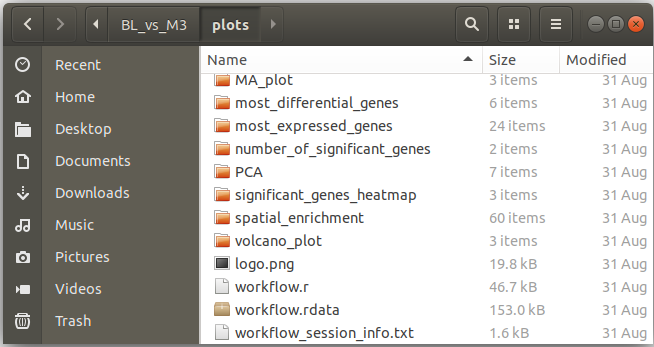 BL_vs_M3 plots
Name Size Modified
Recent
Home
Desktop
Documents
Downloads
Music
Pictures
Videos
Trash
MA_plot 3 items 31 Aug
most_differential_genes 6 items 31 Aug
most_expressed_genes 24 items 31 Aug
number_of_significant_genes 2 items 31 Aug
PCA 7 items 31 Aug
significant_genes_heatmap 3 items 31 Aug
spatial_enrichment 60 items 31 Aug
volcano_plot 3 items 31 Aug
logo.png 19.8 kB 31 Aug
workflow.r 46.7 kB 31 Aug
workflow.rdata 153.0 kB 31 Aug
workflow_session_info.txt 1.6 kB 31 Aug